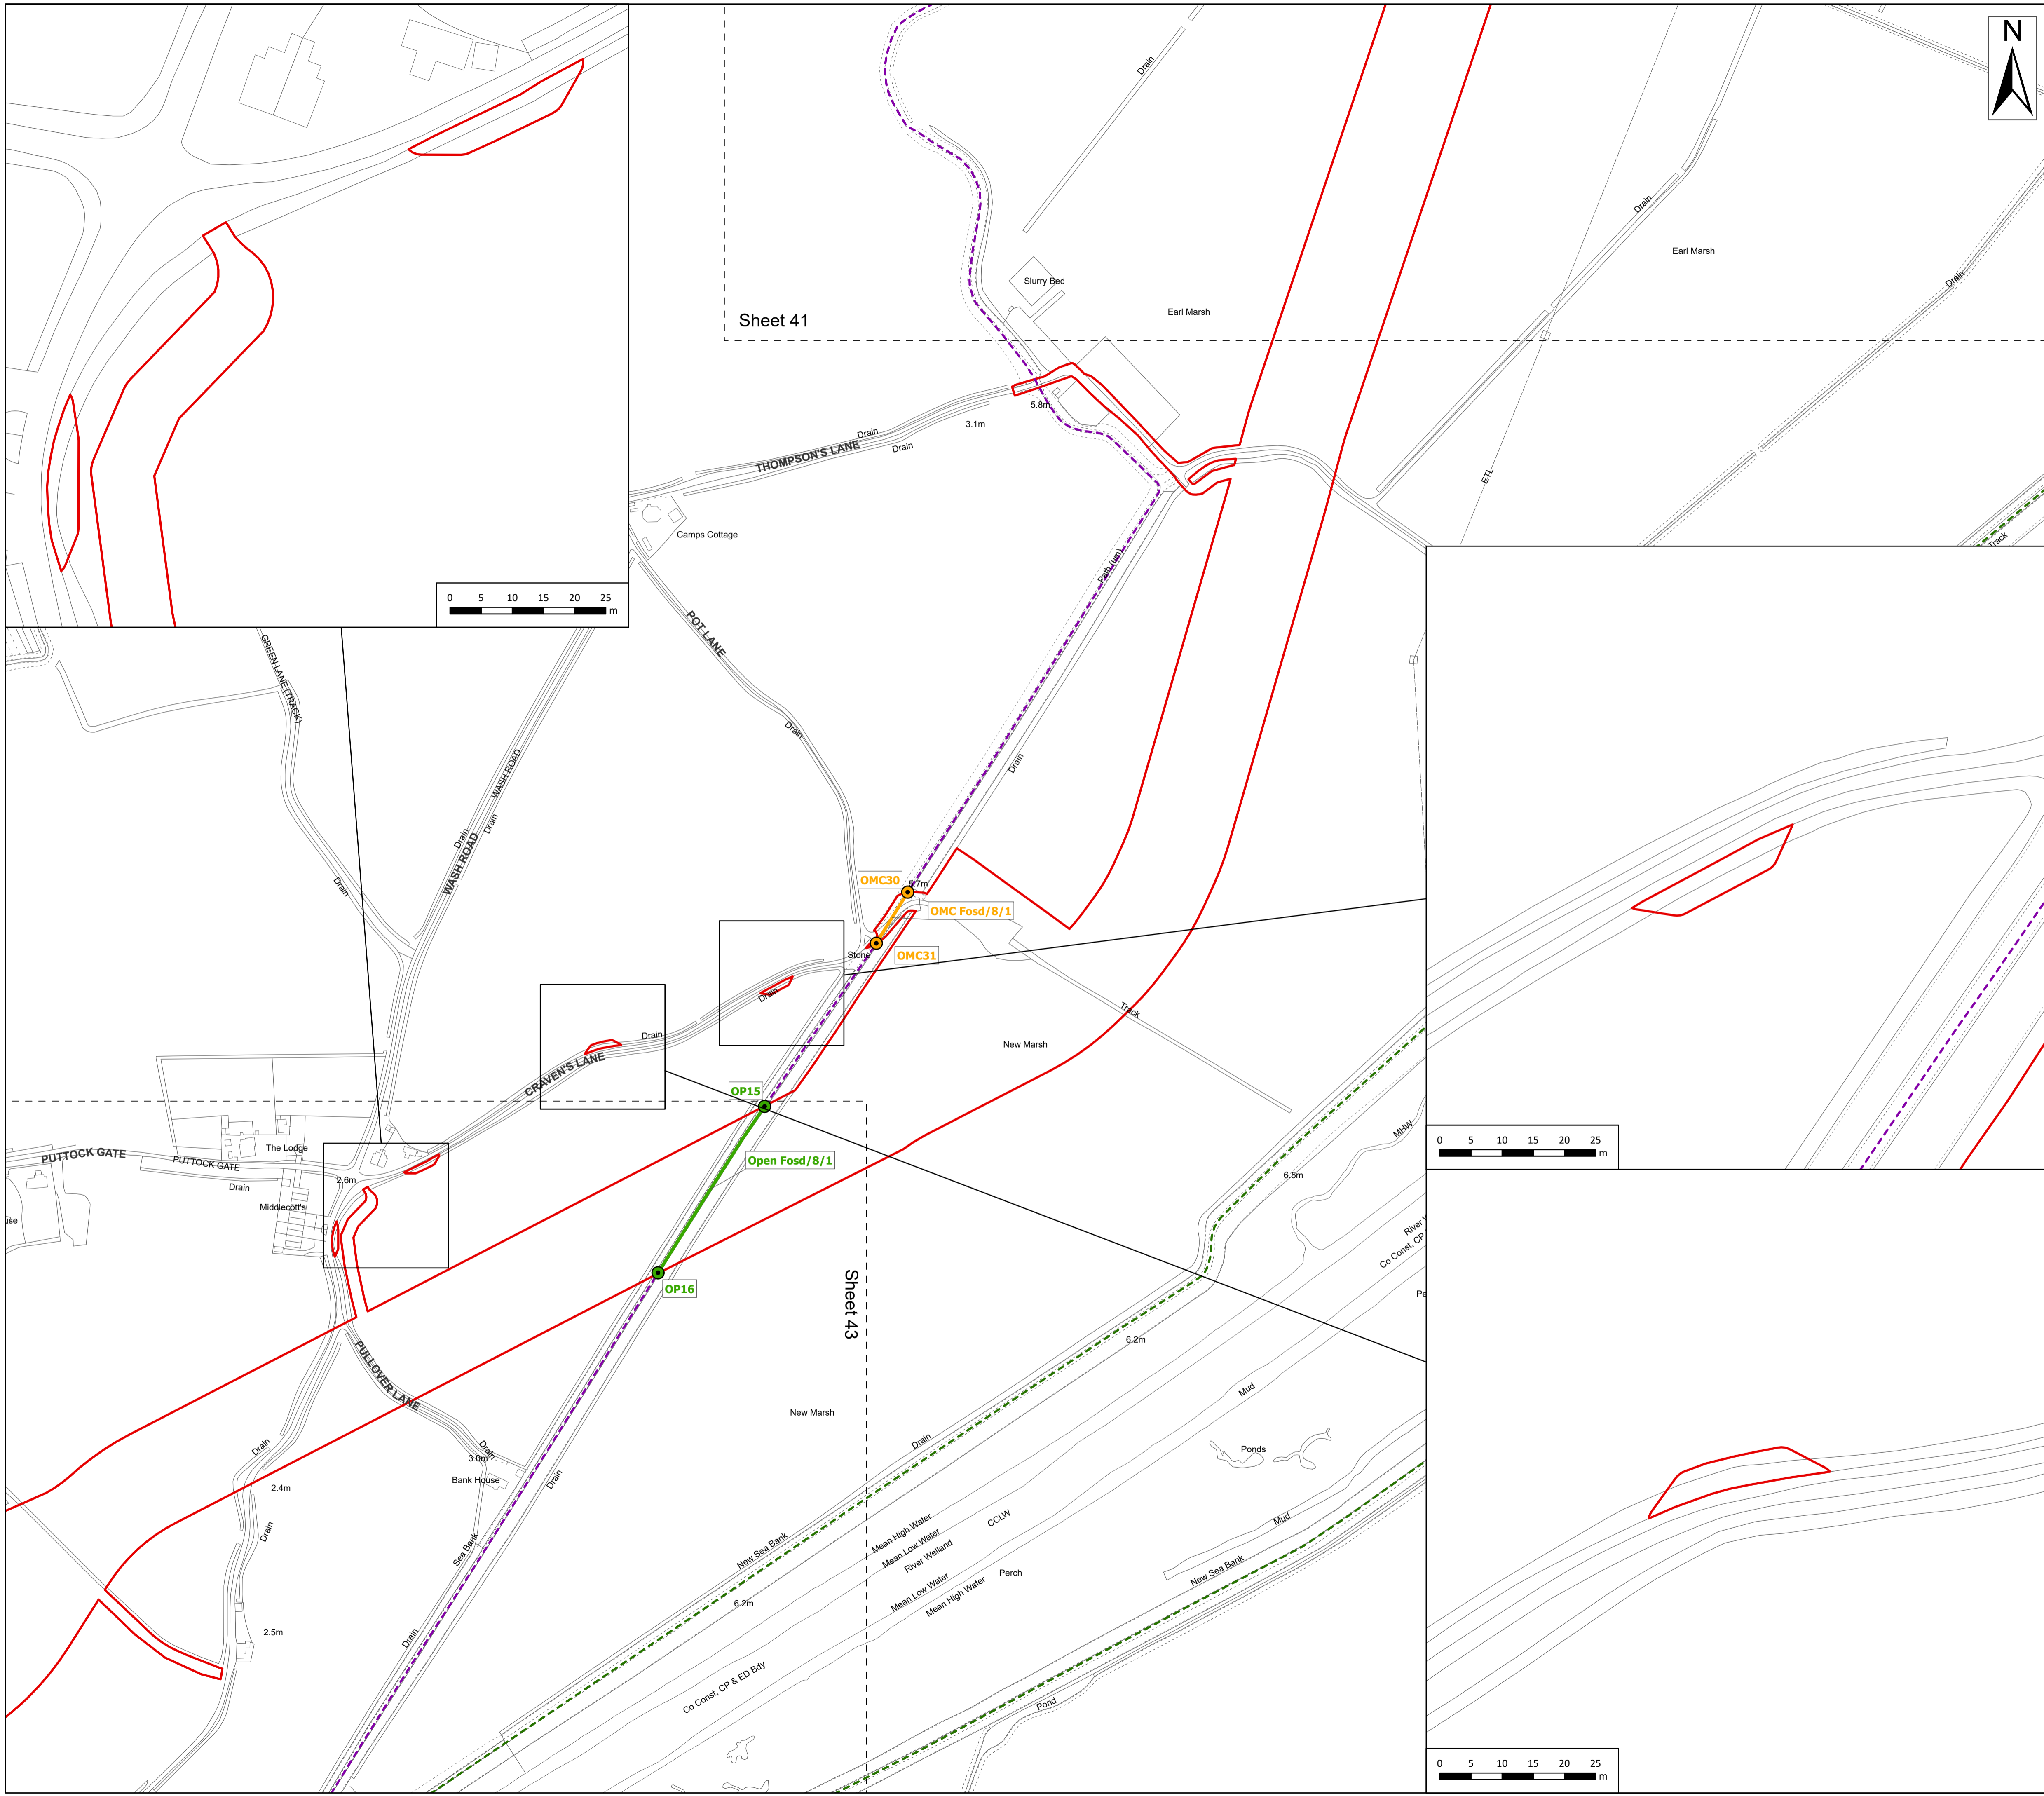 N
Drain
Drain
Earl Marsh
Drain
Slurry Bed
Earl Marsh
Sheet 41
5.8m
3.1m
Drain
Drain
THOMPSON'S LANE
ETL
Track
Camps Cottage
Path (um)
0 5 10 15 20 25
m
POT LANE
GREEN LANE (TRACK)
Drain
Drain
WASH ROAD
Drain
Drain
WASH ROAD
Drain
OMC30
OMC Fosd/8/1
OMC31
Stone
Drain
Track
Drain
New Marsh
CRAVEN'S LANE
OP15
MHW
PUTTOCK GATE
PUTTOCK GATE
The Lodge
Open Fosd/8/1
2.6m
Drain
6.5m
Middlecott's
0 5 10 15 20 25
m
Co Const, CP
OP16
Sheet 43
6.2m
PULLOVER LANE
Mud
New Marsh
Drain
Drain
Drain
3.0m
Ponds
Bank House
Drain
2.4m
Drain
Sea Bank
New Sea Bank
Mean High Water
CCLW
Mud
Mean Low Water
River Welland
Perch
New Sea Bank
Mean Low Water
Mean High Water
6.2m
2.5m
Drain
Co Const, CP & ED Bdy
Pond
0 5 10 15 20 25
m